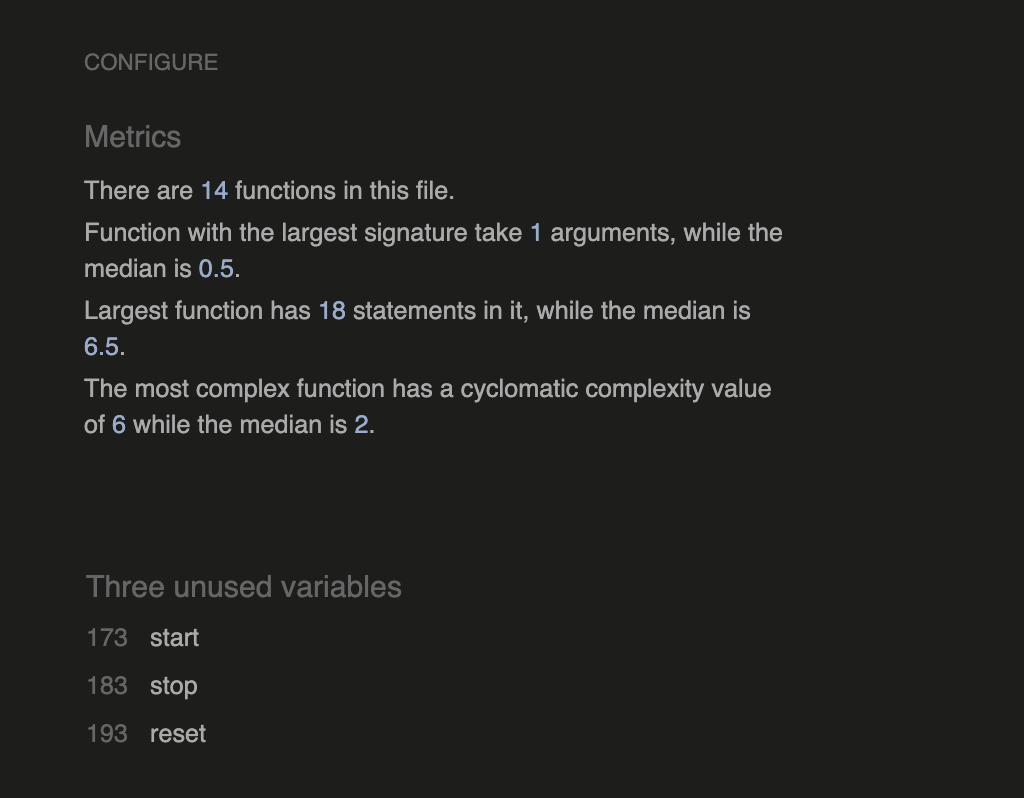 CONFIGURE
Metrics
There are 14 functions in this file.
Function with the largest signature take 1 arguments, while the
median is 0.5.
Largest function has 18 statements in it, while the median is
6.5.
The most complex function has a cyclomatic complexity value
of 6 while the median is 2.
Three unused variables
173 start
183 stop
193 reset